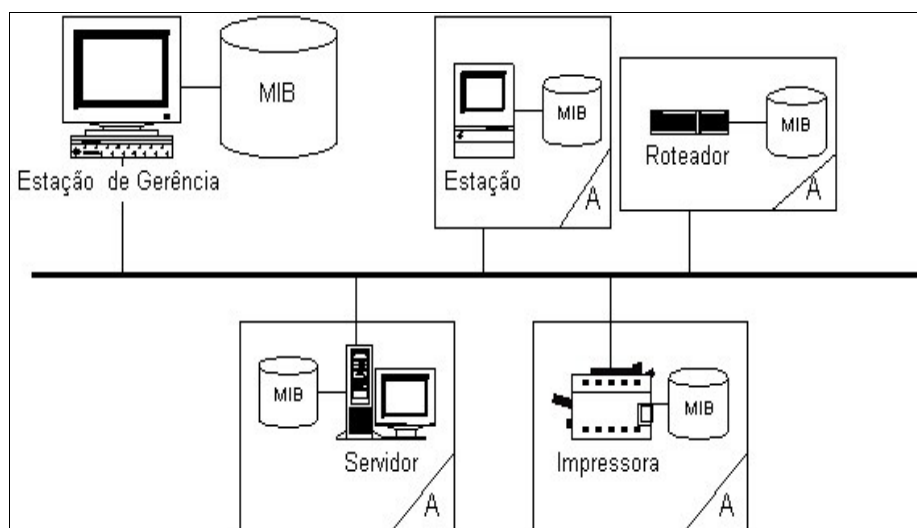 MIB
Estação de Gerência
MIB
Estação
A
MIB
Roteador
A
MIB
Servidor
A
MIB
Impressora
A